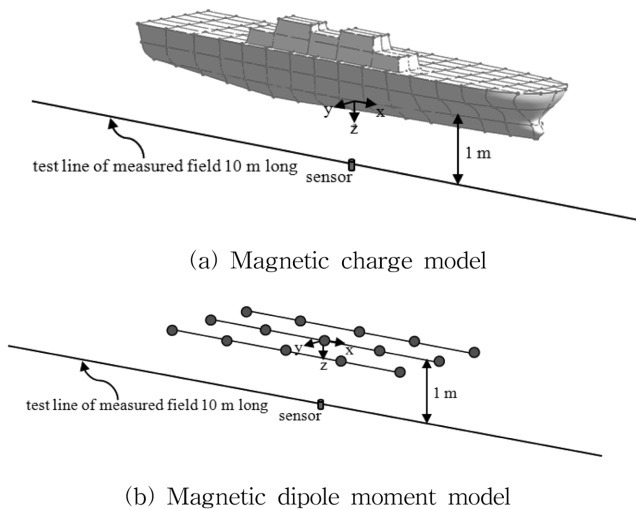 y
x
z
1 m
test line of measured field 10 m long
sensor
(a) Magnetic charge model
y
x
z
1 m
test line of measured field 10 m long
sensor
(b) Magnetic dipole moment model